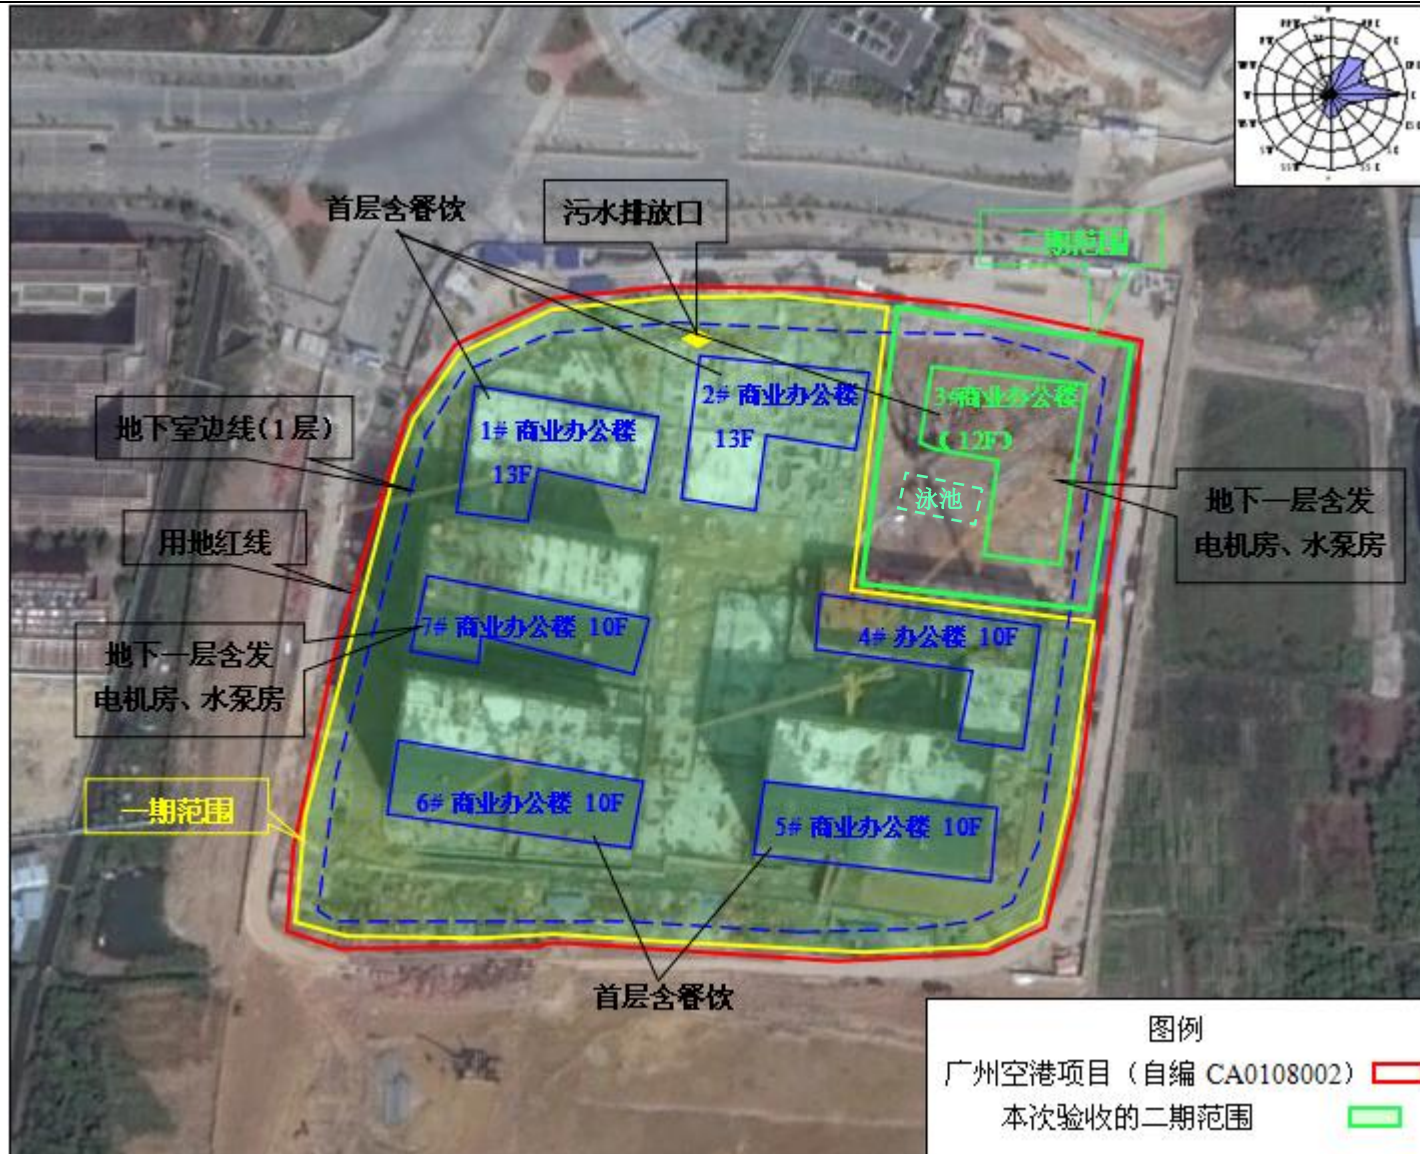 首层含餐饮
污水排放口
二期范围
2# 商业办公楼
13F
3#商业办公楼
(12F)
1# 商业办公楼
13F
地下室边线(1层)
泳池
地下一层含发
电机房、水泵房
用地红线
7# 商业办公楼 10F
4# 办公楼 10F
地下一层含发
电机房、水泵房
一期范围
6# 商业办公楼 10F
5# 商业办公楼 10F
首层含餐饮
图例
广州空港项目（自编 CA0108002）
本次验收的二期范围